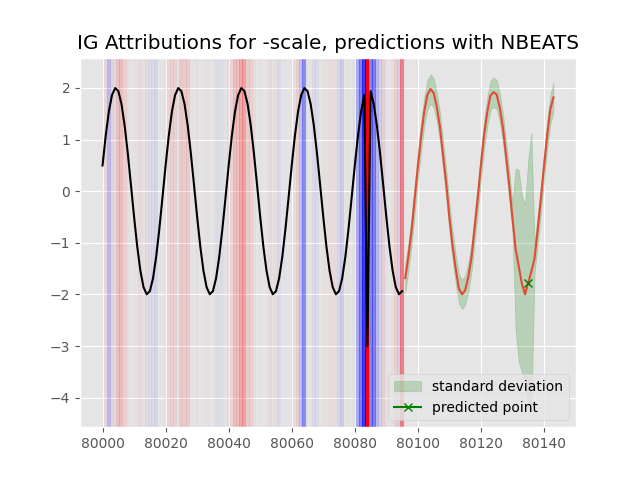 IG Attributions for -scale, predictions with NBEATS
2
1
0
−1
−2
−3
−4
standard deviation
predicted point
80000 80020 80040 80060 80080 80100 80120 80140